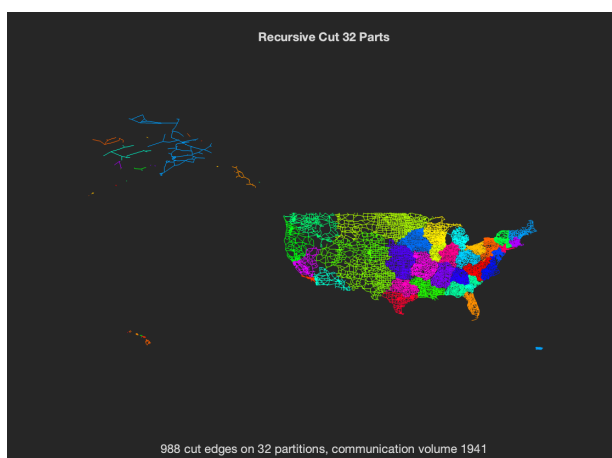 Recursive Cut 32 Parts
988 cut edges on 32 partitions, communication volume 1941